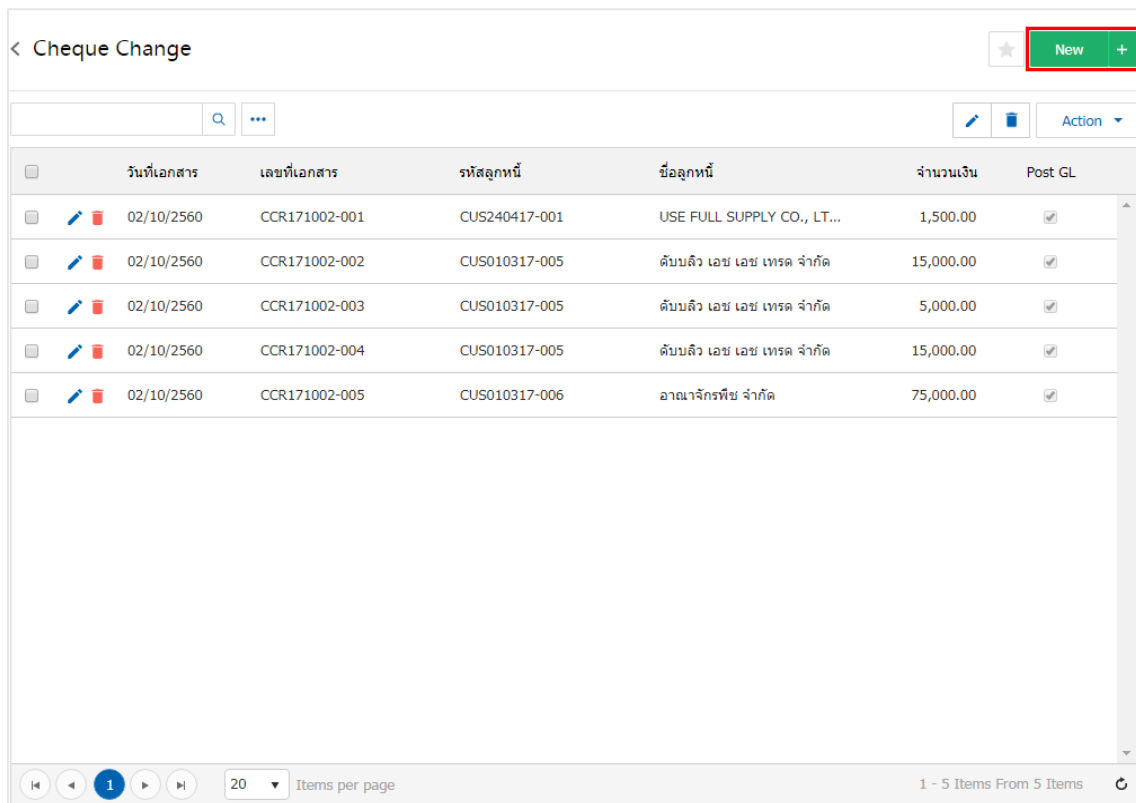 < Cheque Change
New +
Action
วันที่เอกสาร เลขที่เอกสาร รหัสลูกหนี้ ชื่อลูกหนี้ จำนวนเงิน Post GL
02/10/2560 CCR171002-001 CUS240417-001 USE FULL SUPPLY CO., LT... 1,500.00
02/10/2560 CCR171002-002 CUS010317-005 ดับบลิว เอช เอช เทรด จำกัด 15,000.00
02/10/2560 CCR171002-003 CUS010317-005 ดับบลิว เอช เอช เทรด จำกัด 5,000.00
02/10/2560 CCR171002-004 CUS010317-005 ดับบลิว เอช เอช เทรด จำกัด 15,000.00
02/10/2560 CCR171002-005 CUS010317-006 อาณาจักรพืช จำกัด 75,000.00
1 20 Items per page 1 - 5 Items From 5 Items